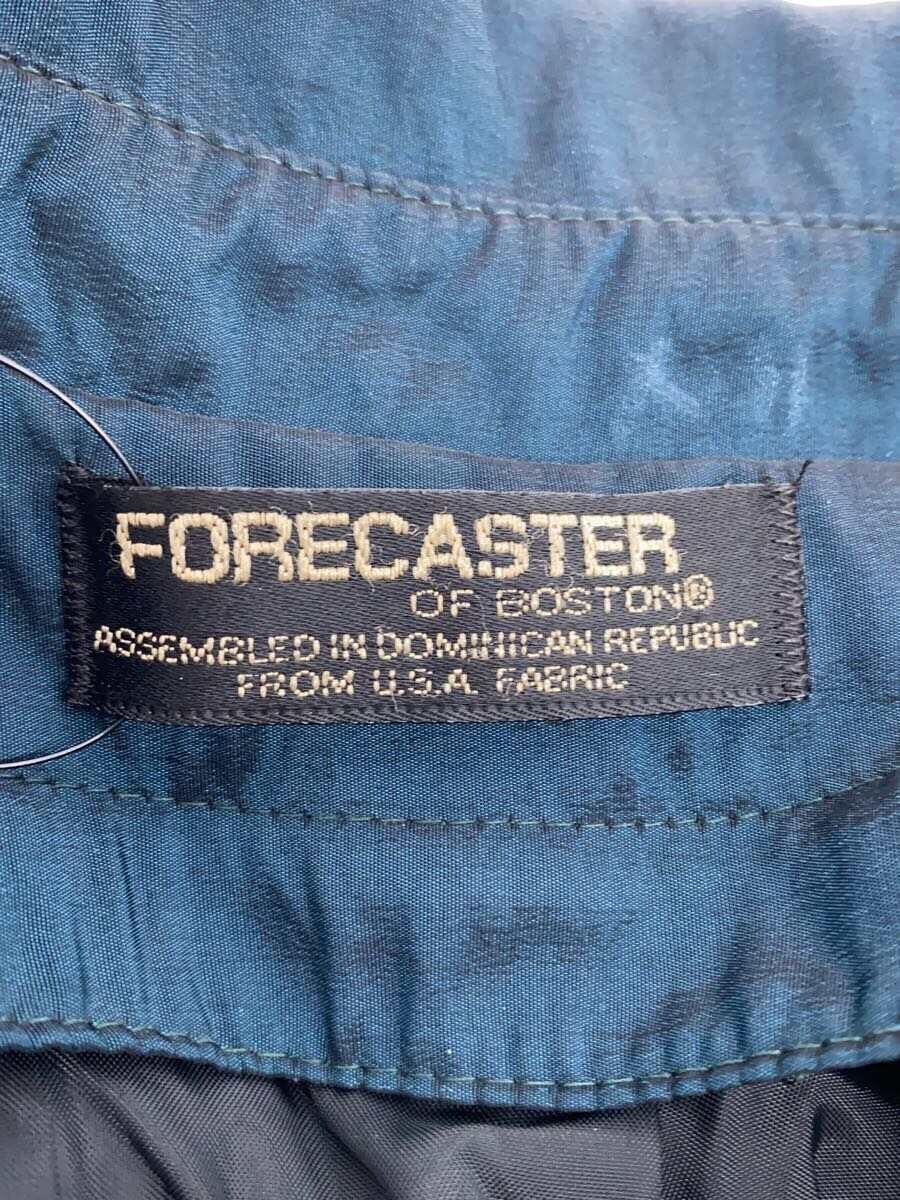 FORECASTER
OF BOSTON®
ASSEMBLED IN DOMINICAN REPUBLIC
FROM U.S.A. FABRIC